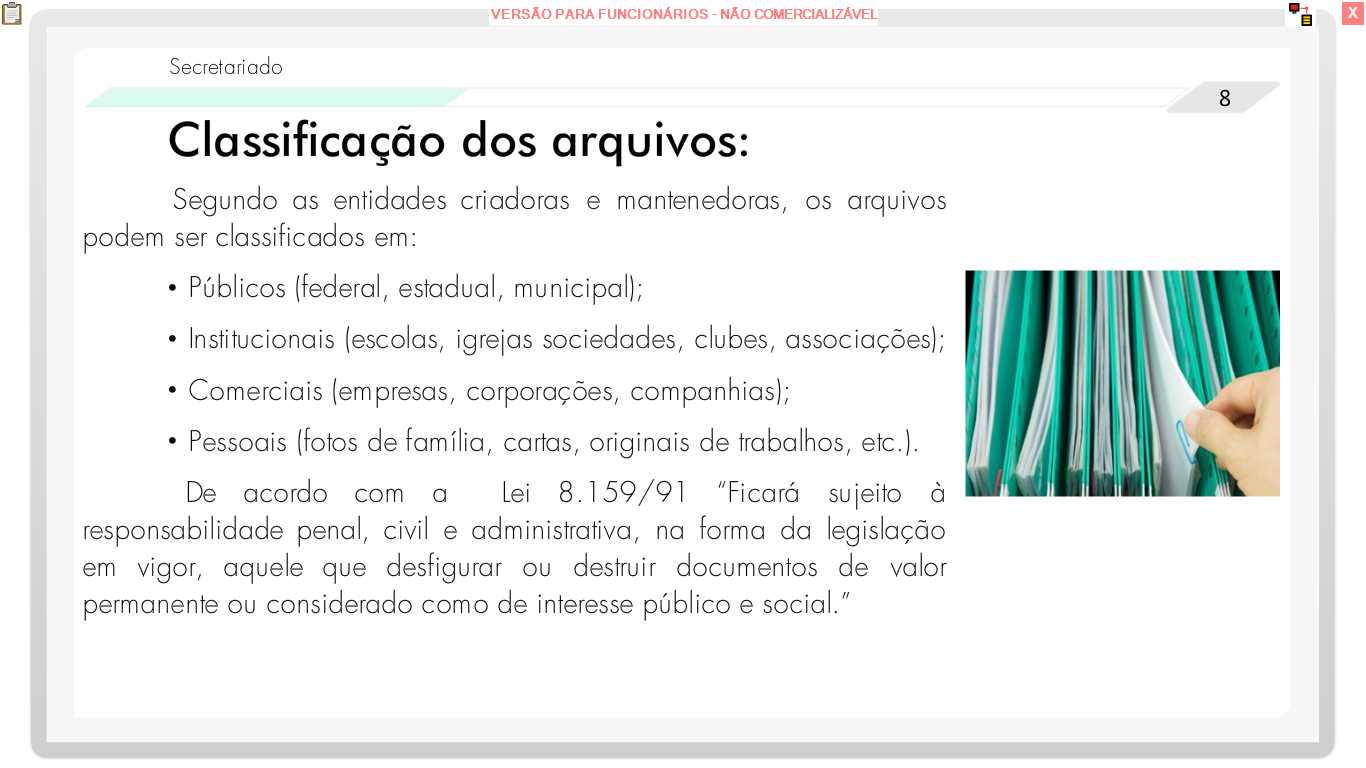 VERSÃO PARA FUNCIONÁRIOS - NÃO COMERCIALIZÁVEL
X
Secretariado
8
Classificação dos arquivos:
Segundo as entidades criadoras e mantenedoras, os arquivos
podem ser classificados em:
• Públicos (federal, estadual, municipal);
• Institucionais (escolas, igrejas sociedades, clubes, associações);
• Comerciais (empresas, corporações, companhias);
• Pessoais (fotos de família, cartas, originais de trabalhos, etc.).
De acordo com a Lei 8.159/91 “Ficará sujeito à
responsabilidade penal, civil e administrativa, na forma da legislação
em vigor, aquele que desfigurar ou destruir documentos de valor
permanente ou considerado como de interesse público e social.”